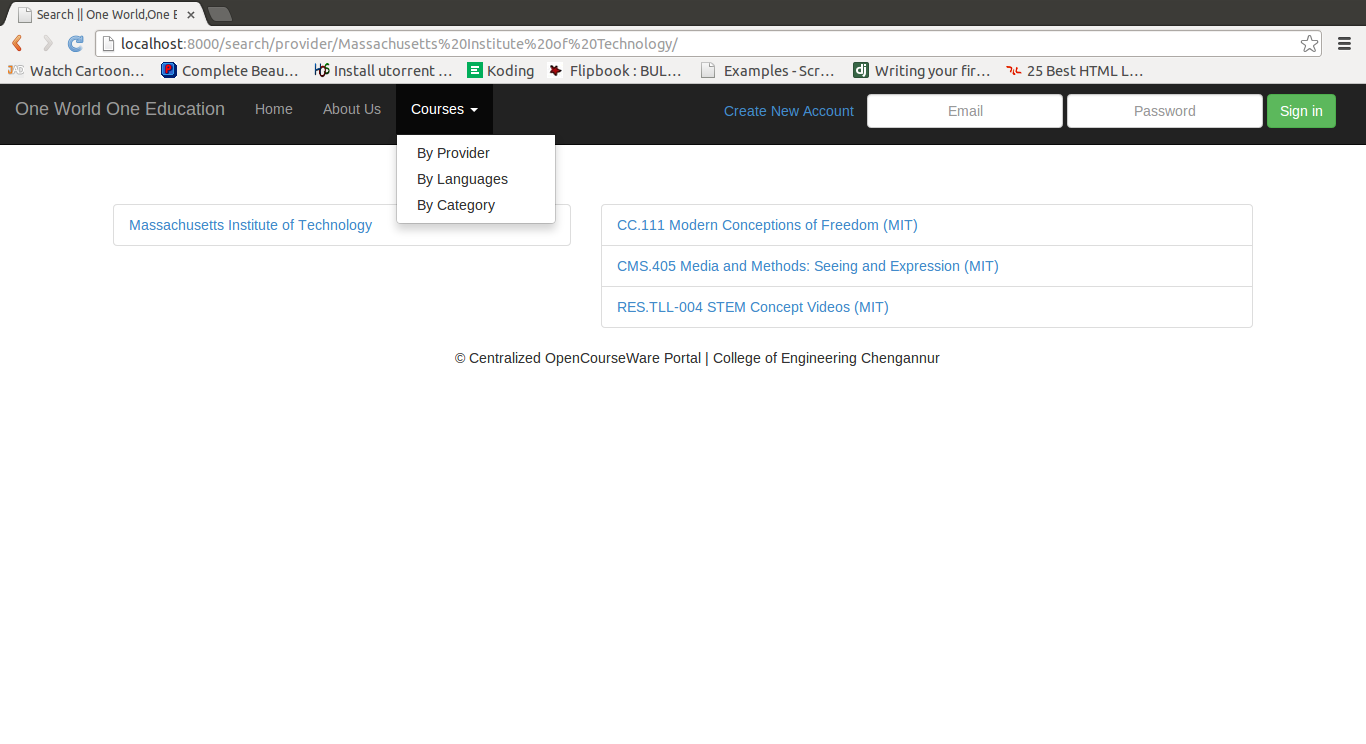 Search || One World,One E
localhost:8000/search/provider/Massachusetts%20Institute%20of%20Technology/
Watch Cartoon… Complete Beau… Install utorrent … Koding Flipbook : BUL… Examples - Scr… Writing your fir… 25 Best HTML L…
One World One Education Home About Us Courses Create New Account Email Password Sign in
By Provider
By Languages
By Category
Massachusetts Institute of Technology
CC.111 Modern Conceptions of Freedom (MIT)
CMS.405 Media and Methods: Seeing and Expression (MIT)
RES.TLL-004 STEM Concept Videos (MIT)
© Centralized OpenCourseWare Portal | College of Engineering Chengannur